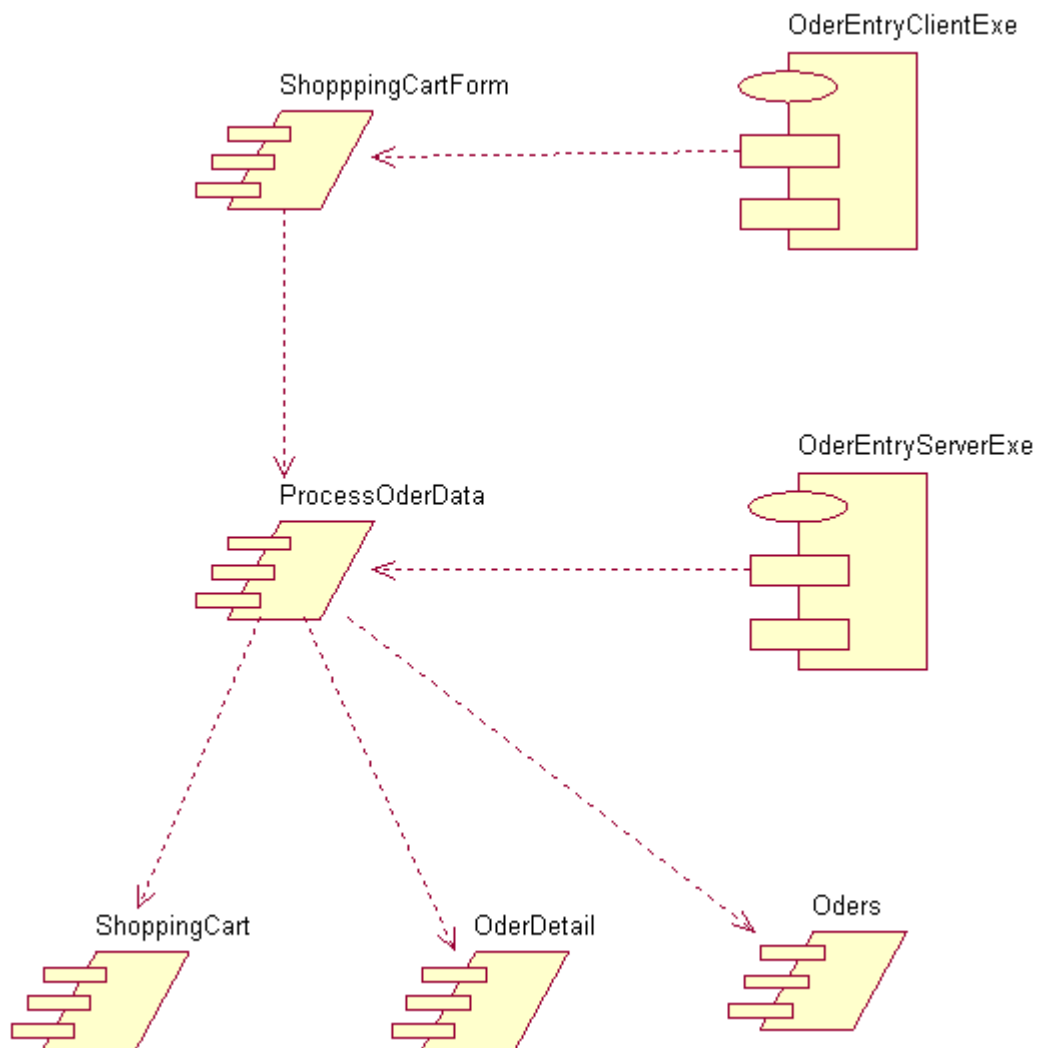 OderEntryClientExe
ShopppingCartForm
OderEntryServerExe
ProcessOderData
Oders
ShoppingCart
OderDetail